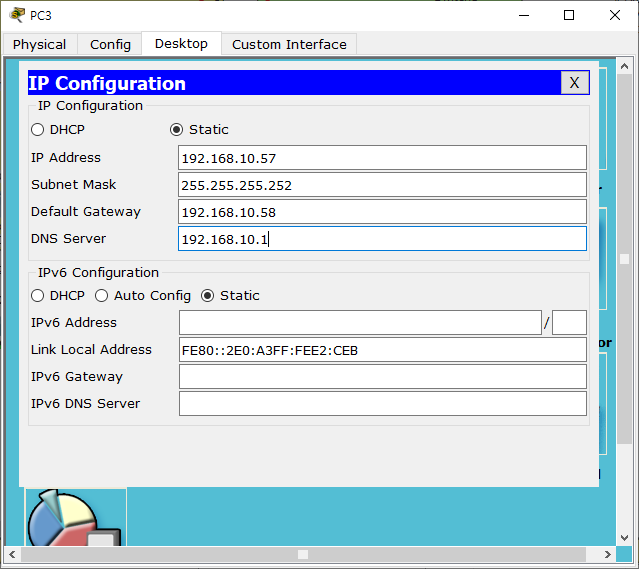 PC3
Physical Config Desktop Custom Interface
IP Configuration X
IP Configuration
DHCP Static
IP Address 192.168.10.57
Subnet Mask 255.255.255.252
Default Gateway 192.168.10.58
DNS Server 192.168.10.1
IPv6 Configuration
DHCP Auto Config Static
IPv6 Address /
Link Local Address FE80::2E0:A3FF:FEE2:CEB
IPv6 Gateway
IPv6 DNS Server